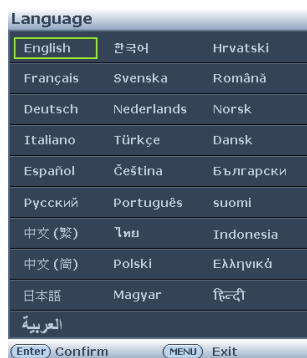 Language
English 한국어 Hrvatski
Français Svenska Română
Deutsch Nederlands Norsk
Italiano Türkçe Dansk
Español Čeština Български
Русский Português suomi
中文 (繁) ไทย Indonesia
中文 (简) Polski Ελληνικά
日本語 Magyar हिन्दी
العربية
Enter Confirm MENU Exit